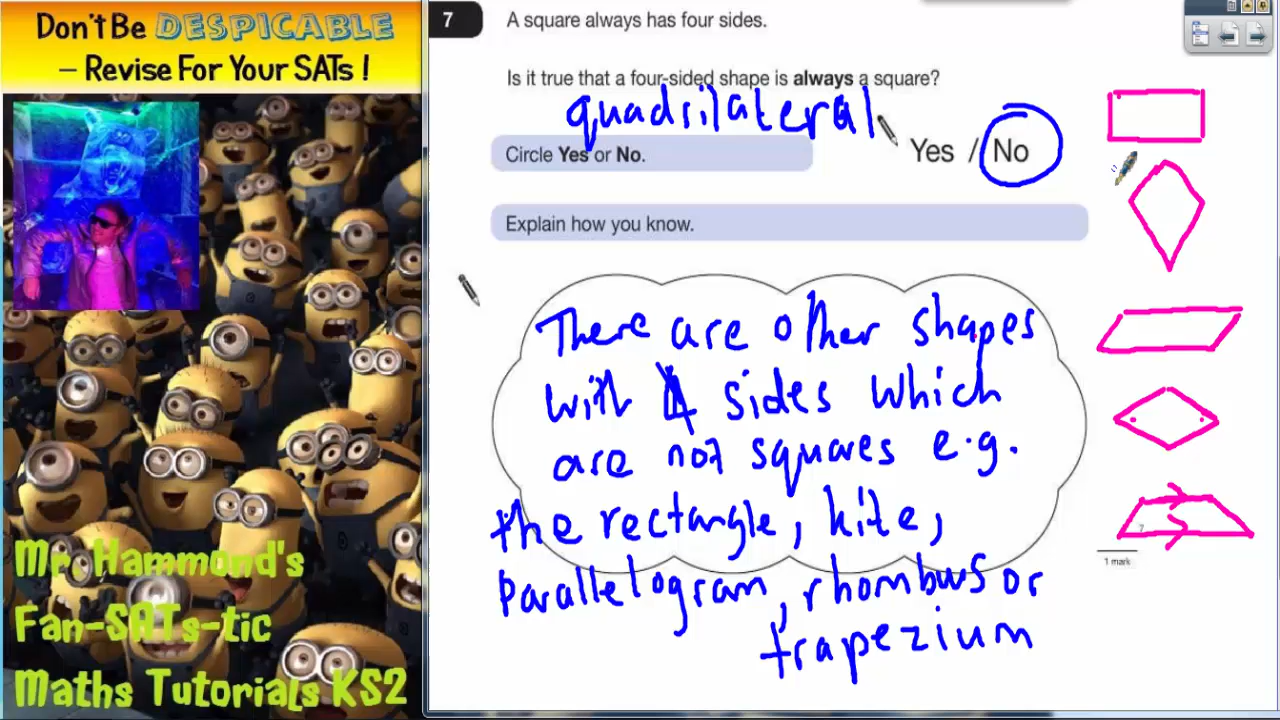 Don't Be DESPICABLE
– Revise For Your SATs !
Mr Hammond's
Fan-SATs-tic
Maths Tutorials KS2
7
A square always has four sides.
Is it true that a four-sided shape is always a square?
quadrilateral
Circle Yes or No.
Yes / No
Explain how you know.
There are other shapes
with 4 sides which
are not squares e.g.
the rectangle, kite,
parallelogram, rhombus or
trapezium
7
1 mark